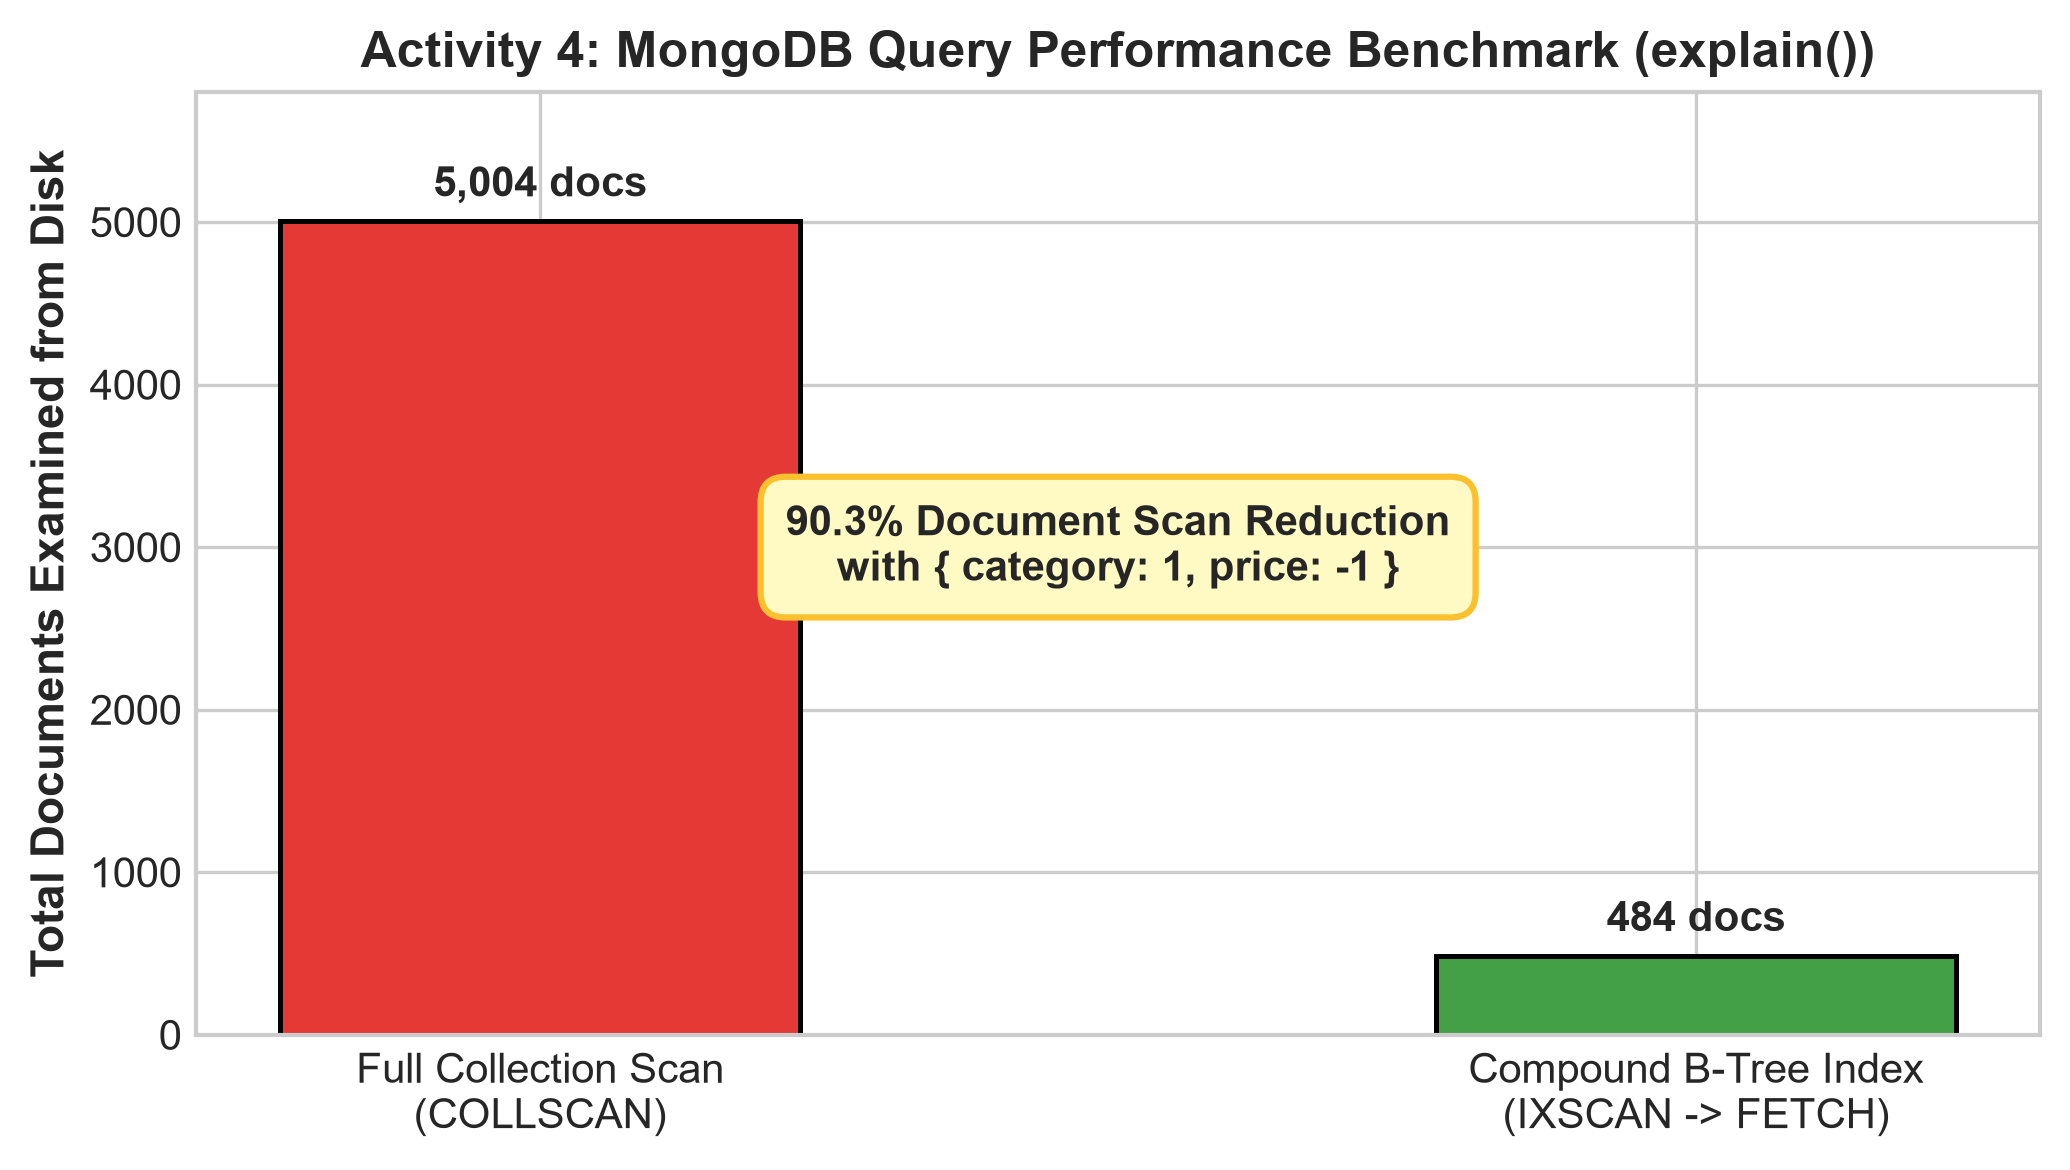 Activity 4: MongoDB Query Performance Benchmark (explain())
Total Documents Examined from Disk
5000
4000
3000
2000
1000
0
5,004 docs
90.3% Document Scan Reduction
with { category: 1, price: -1 }
484 docs
Full Collection Scan
(COLLSCAN)
Compound B-Tree Index
(IXSCAN -> FETCH)